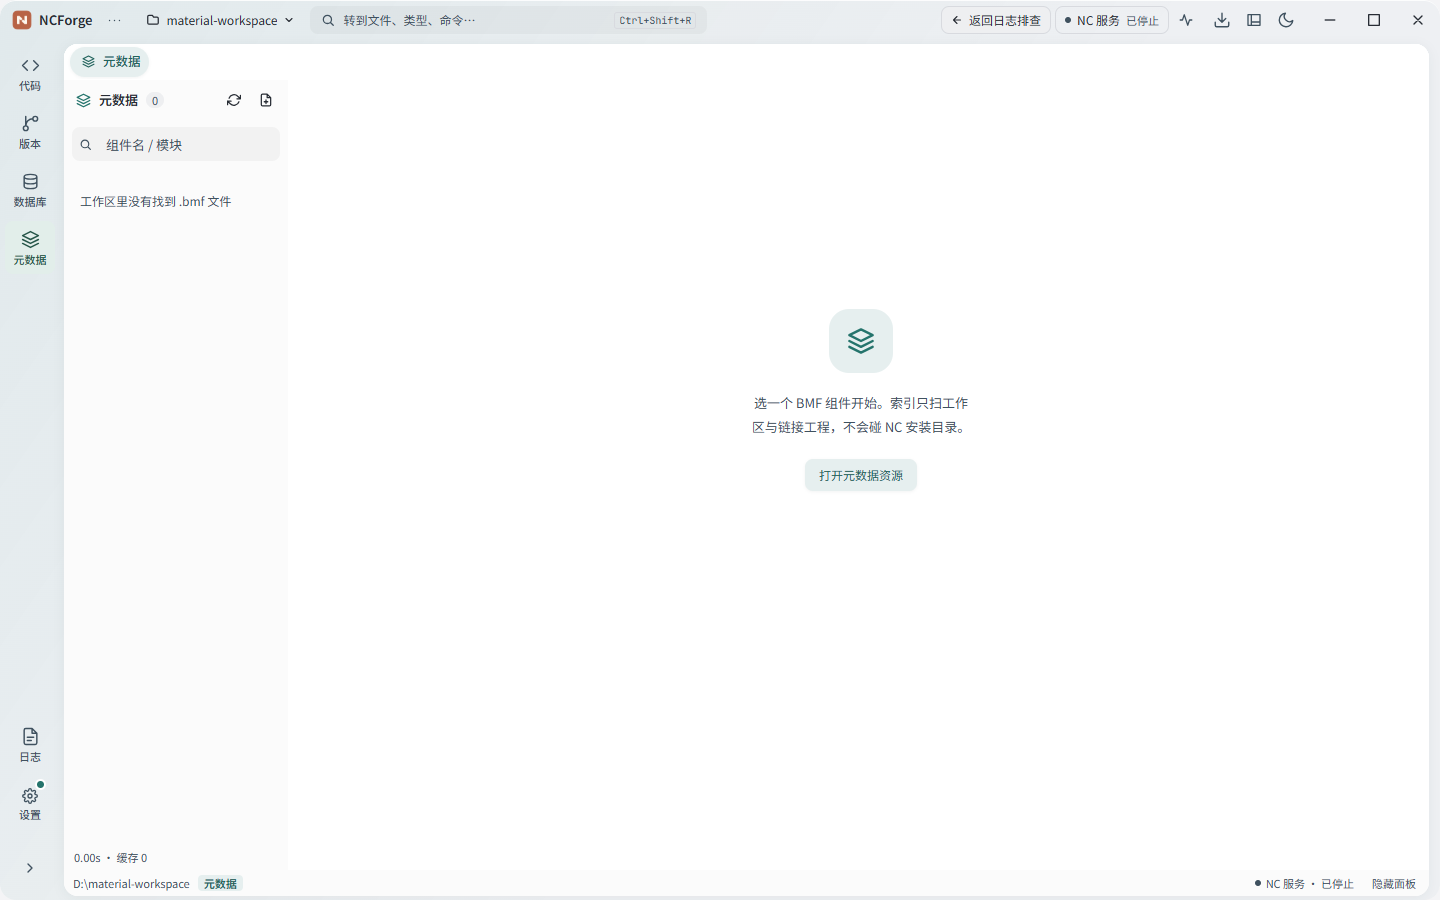 NCForge
material-workspace
转到文件、类型、命令…
Ctrl+Shift+R
返回日志排查
NC 服务 已停止
代码
版本
数据库
元数据
日志
设置
元数据
元数据 0
组件名 / 模块
工作区里没有找到 .bmf 文件
选一个 BMF 组件开始。索引只扫工作
区与链接工程，不会碰 NC 安装目录。
打开元数据资源
0.00s · 缓存 0
D:\material-workspace 元数据
NC 服务 · 已停止
隐藏面板